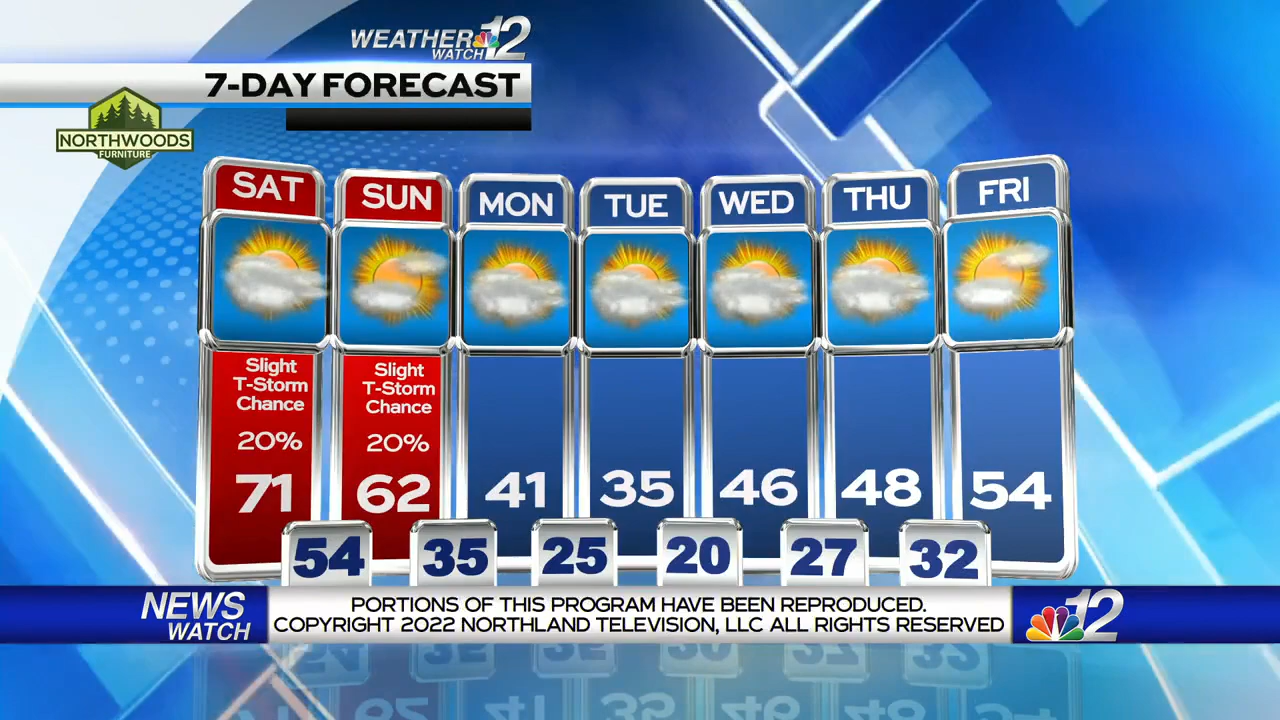 WEATHER 12
WATCH
7-DAY FORECAST
NORTHWOODS
FURNITURE
SAT SUN MON TUE WED THU FRI
Slight Slight
T-Storm T-Storm
Chance Chance
20% 20%
71 62 41 35 46 48 54
54 35 25 20 27 32
NEWS
WATCH
PORTIONS OF THIS PROGRAM HAVE BEEN REPRODUCED.
COPYRIGHT 2022 NORTHLAND TELEVISION, LLC ALL RIGHTS RESERVED
12